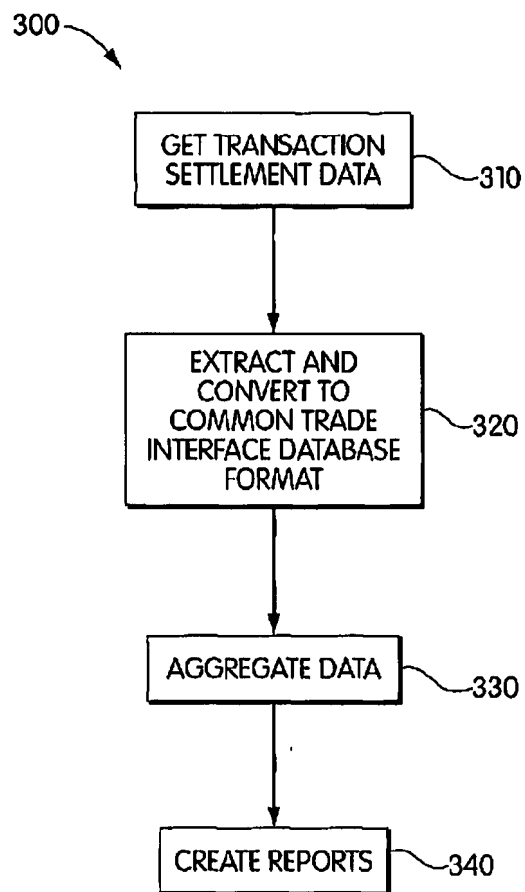 300
GET TRANSACTION
SETTLEMENT DATA
310
EXTRACT AND
CONVERT TO
COMMON TRADE
INTERFACE DATABASE
FORMAT
320
AGGREGATE DATA
330
CREATE REPORTS
340